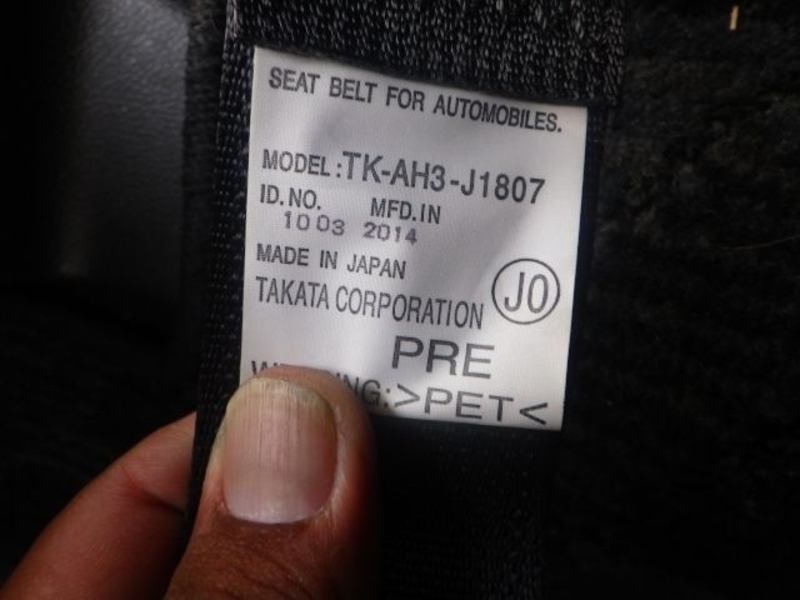 SEAT BELT FOR AUTOMOBILES.
MODEL:TK-AH3-J1807
ID.NO. MFD.IN
1003 2014
MADE IN JAPAN
TAKATA CORPORATION JO
PRE
>PET<